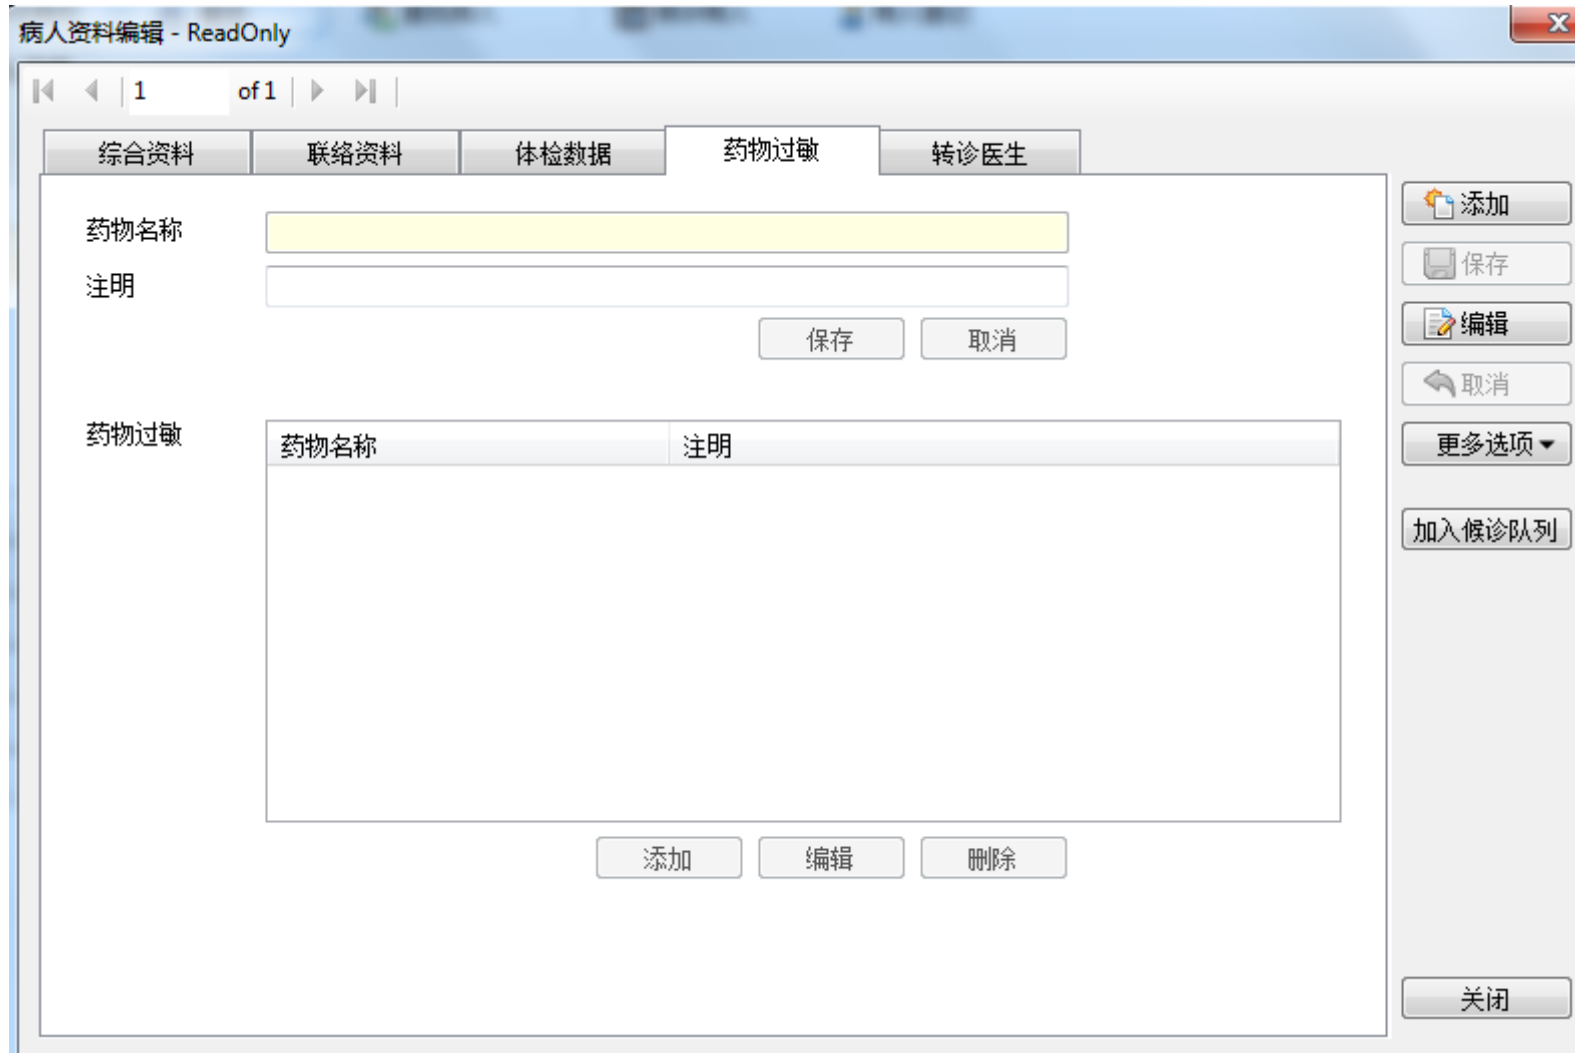 病人资料编辑 - ReadOnly
1 of 1
综合资料 联络资料 体检数据 药物过敏 转诊医生
药物名称
注明
保存 取消
药物过敏
药物名称 注明
添加 编辑 删除
添加
保存
编辑
取消
更多选项
加入候诊队列
关闭